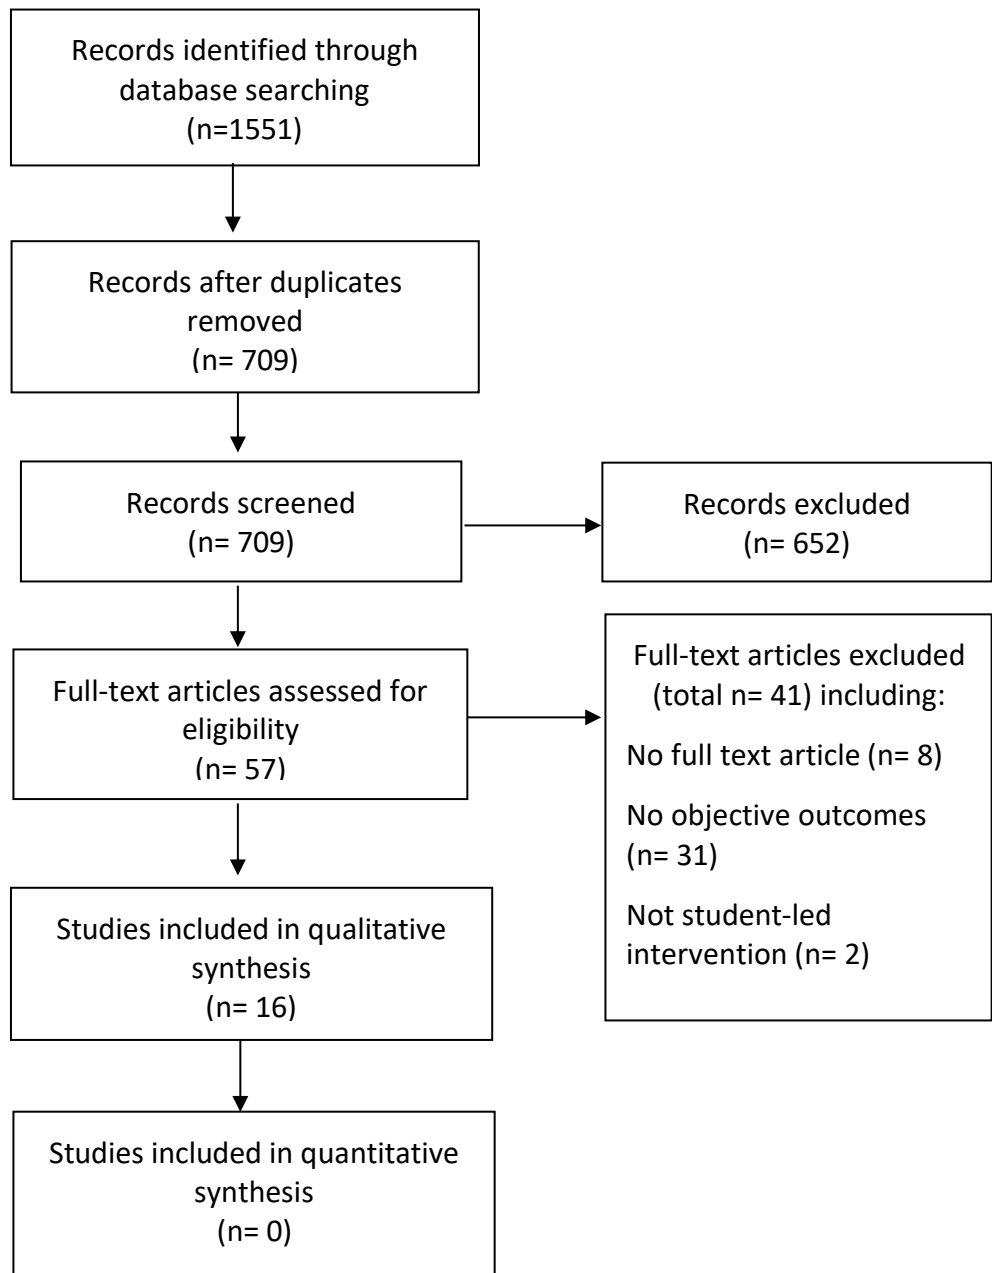 Records identified through
database searching
(n=1551)
Records after duplicates
removed
(n= 709)
Records screened
(n= 709)
Records excluded
(n= 652)
Full-text articles assessed for
eligibility
(n= 57)
Full-text articles excluded
(total n= 41) including:
No full text article (n= 8)
No objective outcomes
(n= 31)
Not student-led
intervention (n= 2)
Studies included in qualitative
synthesis
(n= 16)
Studies included in quantitative
synthesis
(n= 0)